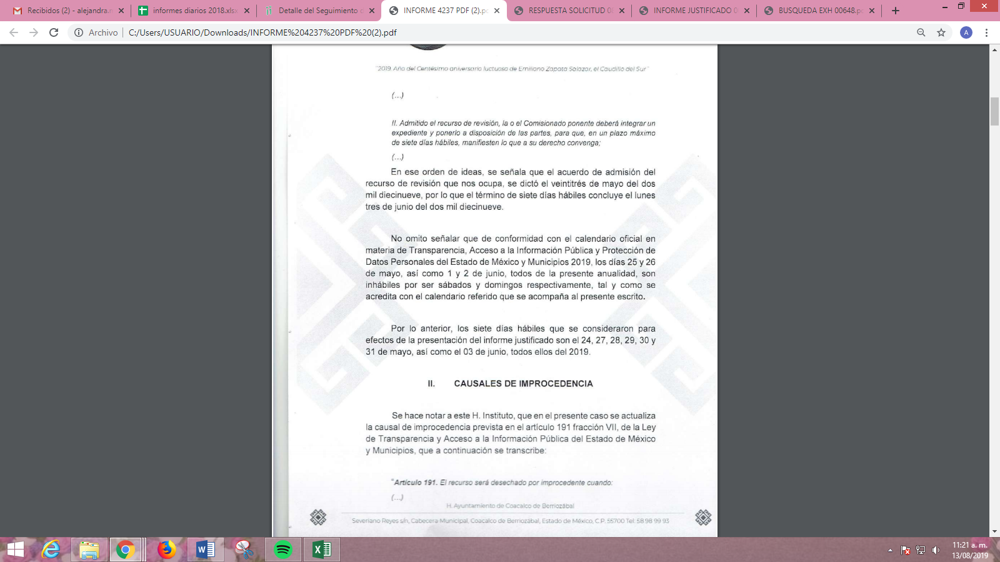 Recibidos (2) - alejandra.
informes diarios 2018.xlsx
Detalle del Seguimiento
INFORME 4237 PDF (2).p
RESPUESTA SOLICITUD
INFORME JUSTIFICADO
BUSQUEDA EXH 00648.p
Archivo
C:/Users/USUARIO/Downloads/INFORME%204237%20PDF%20(2).pdf
A
"2019. Año del Centésimo aniversario luctuoso de Emiliano Zapata Salazar, el Caudillo del Sur"
(...)
II. Admitido el recurso de revisión, la o el Comisionado ponente deberá integrar un
expediente y ponerlo a disposición de las partes, para que, en un plazo máximo
de siete días hábiles, manifiesten lo que a su derecho convenga;
(...)
En ese orden de ideas, se señala que el acuerdo de admisión del
recurso de revisión que nos ocupa, se dictó el veintitrés de mayo del dos
mil diecinueve, por lo que el término de siete días hábiles concluye el lunes
tres de junio del dos mil diecinueve.
No omito señalar que de conformidad con el calendario oficial en
materia de Transparencia, Acceso a la Información Pública y Protección de
Datos Personales del Estado de México y Municipios 2019, los días 25 y 26
de mayo, así como 1 y 2 de junio, todos de la presente anualidad, son
inhábiles por ser sábados y domingos respectivamente, tal y como se
acredita con el calendario referido que se acompaña al presente escrito.
Por lo anterior, los siete días hábiles que se consideraron para
efectos de la presentación del informe justificado son el 24, 27, 28, 29, 30 y
31 de mayo, así como el 03 de junio, todos ellos del 2019.
II. CAUSALES DE IMPROCEDENCIA
Se hace notar a este H. Instituto, que en el presente caso se actualiza
la causal de improcedencia prevista en el artículo 191 fracción VII, de la Ley
de Transparencia y Acceso a la Información Pública del Estado de México
y Municipios, que a continuación se transcribe:
"Artículo 191. El recurso será desechado por improcedente cuando:
(...)
H. Ayuntamiento de Coacalco de Berriozábal
Severiano Reyes s/n, Cabecera Municipal, Coacalco de Berriozábal, Estado de México, C.P. 55700 Tel: 58 98 99 93
11:21 a. m.
13/08/2019